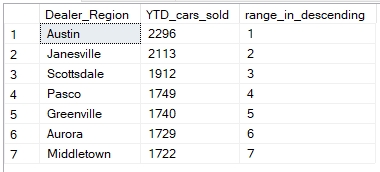 Dealer_Region YTD_cars_sold range_in_descending
1 Austin 2296 1
2 Janesville 2113 2
3 Scottsdale 1912 3
4 Pasco 1749 4
5 Greenville 1740 5
6 Aurora 1729 6
7 Middletown 1722 7